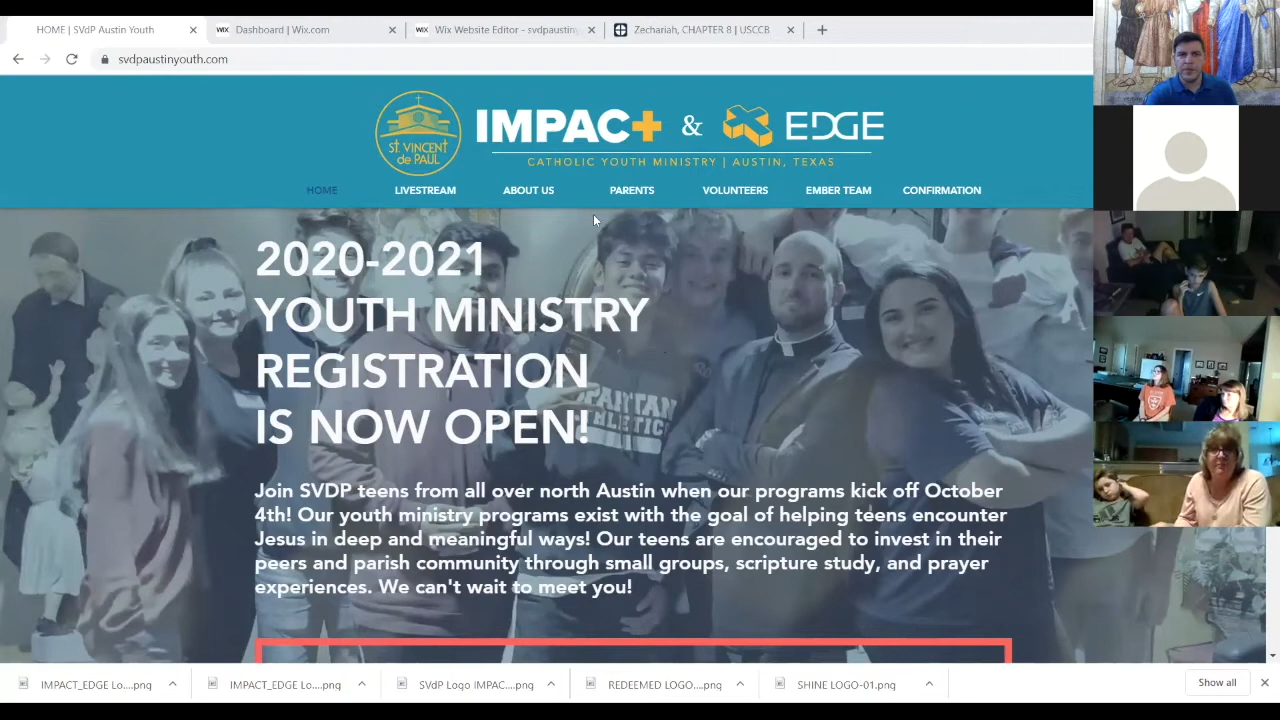 HOME | SVdP Austin Youth
WIX Dashboard | Wix.com
WIX Wix Website Editor - svdpaustin
Zechariah, CHAPTER 8 | USCCB
svdpaustinyouth.com
ST. VINCENT
de PAUL
IMPAC+ & EDGE
CATHOLIC YOUTH MINISTRY | AUSTIN, TEXAS
HOME LIVESTREAM ABOUT US PARENTS VOLUNTEERS EMBER TEAM CONFIRMATION
2020-2021
YOUTH MINISTRY
REGISTRATION
IS NOW OPEN!
SPARTAN
ATHLETIC
Join SVDP teens from all over north Austin when our programs kick off October
4th! Our youth ministry programs exist with the goal of helping teens encounter
Jesus in deep and meaningful ways! Our teens are encouraged to invest in their
peers and parish community through small groups, scripture study, and prayer
experiences. We can't wait to meet you!
IMPACT_EDGE Lo....png
IMPACT_EDGE Lo....png
SVdP Logo IMPAC....png
REDEEMED LOGO....png
SHINE LOGO-01.png
Show all